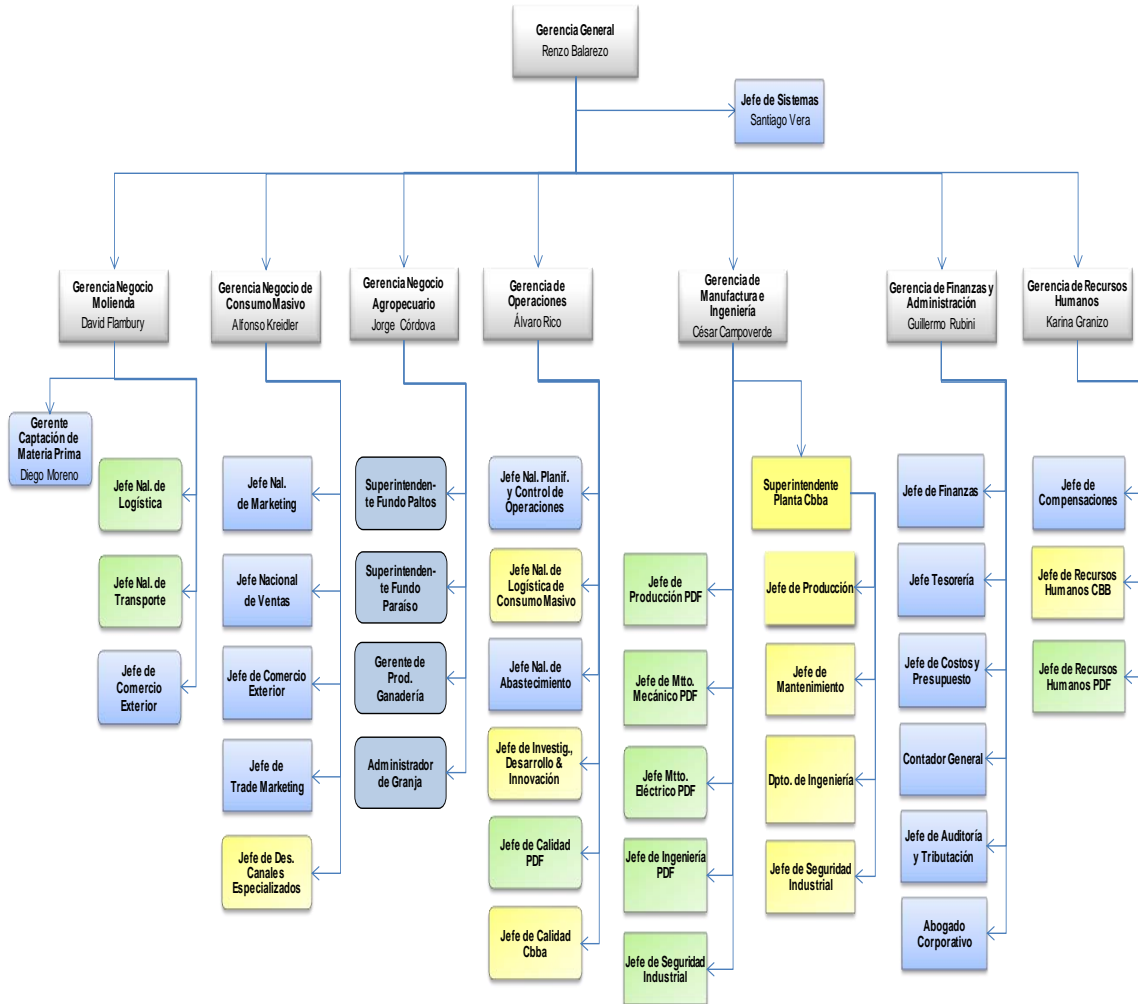 Gerencia General
Renzo Balarezo
Jefe de Sistemas
Santiago Vera
Gerencia Negocio
Molienda
David Flambury
Gerencia Negocio de
Consumo Masivo
Alfonso Kreidler
Gerencia Negocio
Agropecuario
Jorge Córdova
Gerencia de
Operaciones
Álvaro Rico
Gerencia de
Manufactura e
Ingeniería
César Campoverde
Gerencia de Finanzas y
Administración
Guillermo Rubini
Gerencia de Recursos
Humanos
Karina Granizo
Gerente
Captación de
Materia Prima
Diego Moreno
Jefe Nal. de
Logística
Jefe Nal. de
Transporte
Jefe de
Comercio
Exterior
Jefe Nal.
de Marketing
Jefe Nacional
de Ventas
Jefe de Comercio
Exterior
Jefe de
Trade Marketing
Jefe de Des.
Canales
Especializados
Superintenden-
te Fundo Paltos
Superintenden-
te Fundo
Paraíso
Gerente de
Prod.
Ganadería
Administrador
de Granja
Jefe Nal. Planif.
y Control de
Operaciones
Jefe Nal. de
Logística de
Consumo Masivo
Jefe Nal. de
Abastecimiento
Jefe de Investig.,
Desarrollo &
Innovación
Jefe de Calidad
PDF
Jefe de Calidad
Cbba
Jefe de
Producción PDF
Jefe de Mtto.
Mecánico PDF
Jefe Mtto.
Eléctrico PDF
Jefe de Ingeniería
PDF
Jefe de Seguridad
Industrial
Superintendente
Planta Cbba
Jefe de Producción
Jefe de
Mantenimiento
Dpto. de Ingeniería
Jefe de Seguridad
Industrial
Jefe de Finanzas
Jefe Tesorería
Jefe de Costos y
Presupuesto
Contador General
Jefe de Auditoría
y Tributación
Abogado
Corporativo
Jefe de
Compensaciones
Jefe de Recursos
Humanos CBB
Jefe de Recursos
Humanos PDF